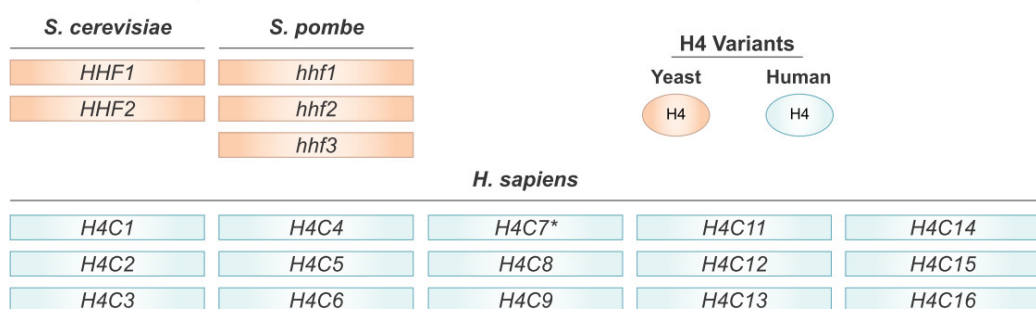 S. cerevisiae
S. pombe
HHF1
hhf1
HHF2
hhf2
hhf3
H4 Variants
Yeast
Human
H4
H4
H. sapiens
H4C1
H4C4
H4C7*
H4C11
H4C14
H4C2
H4C5
H4C8
H4C12
H4C15
H4C3
H4C6
H4C9
H4C13
H4C16